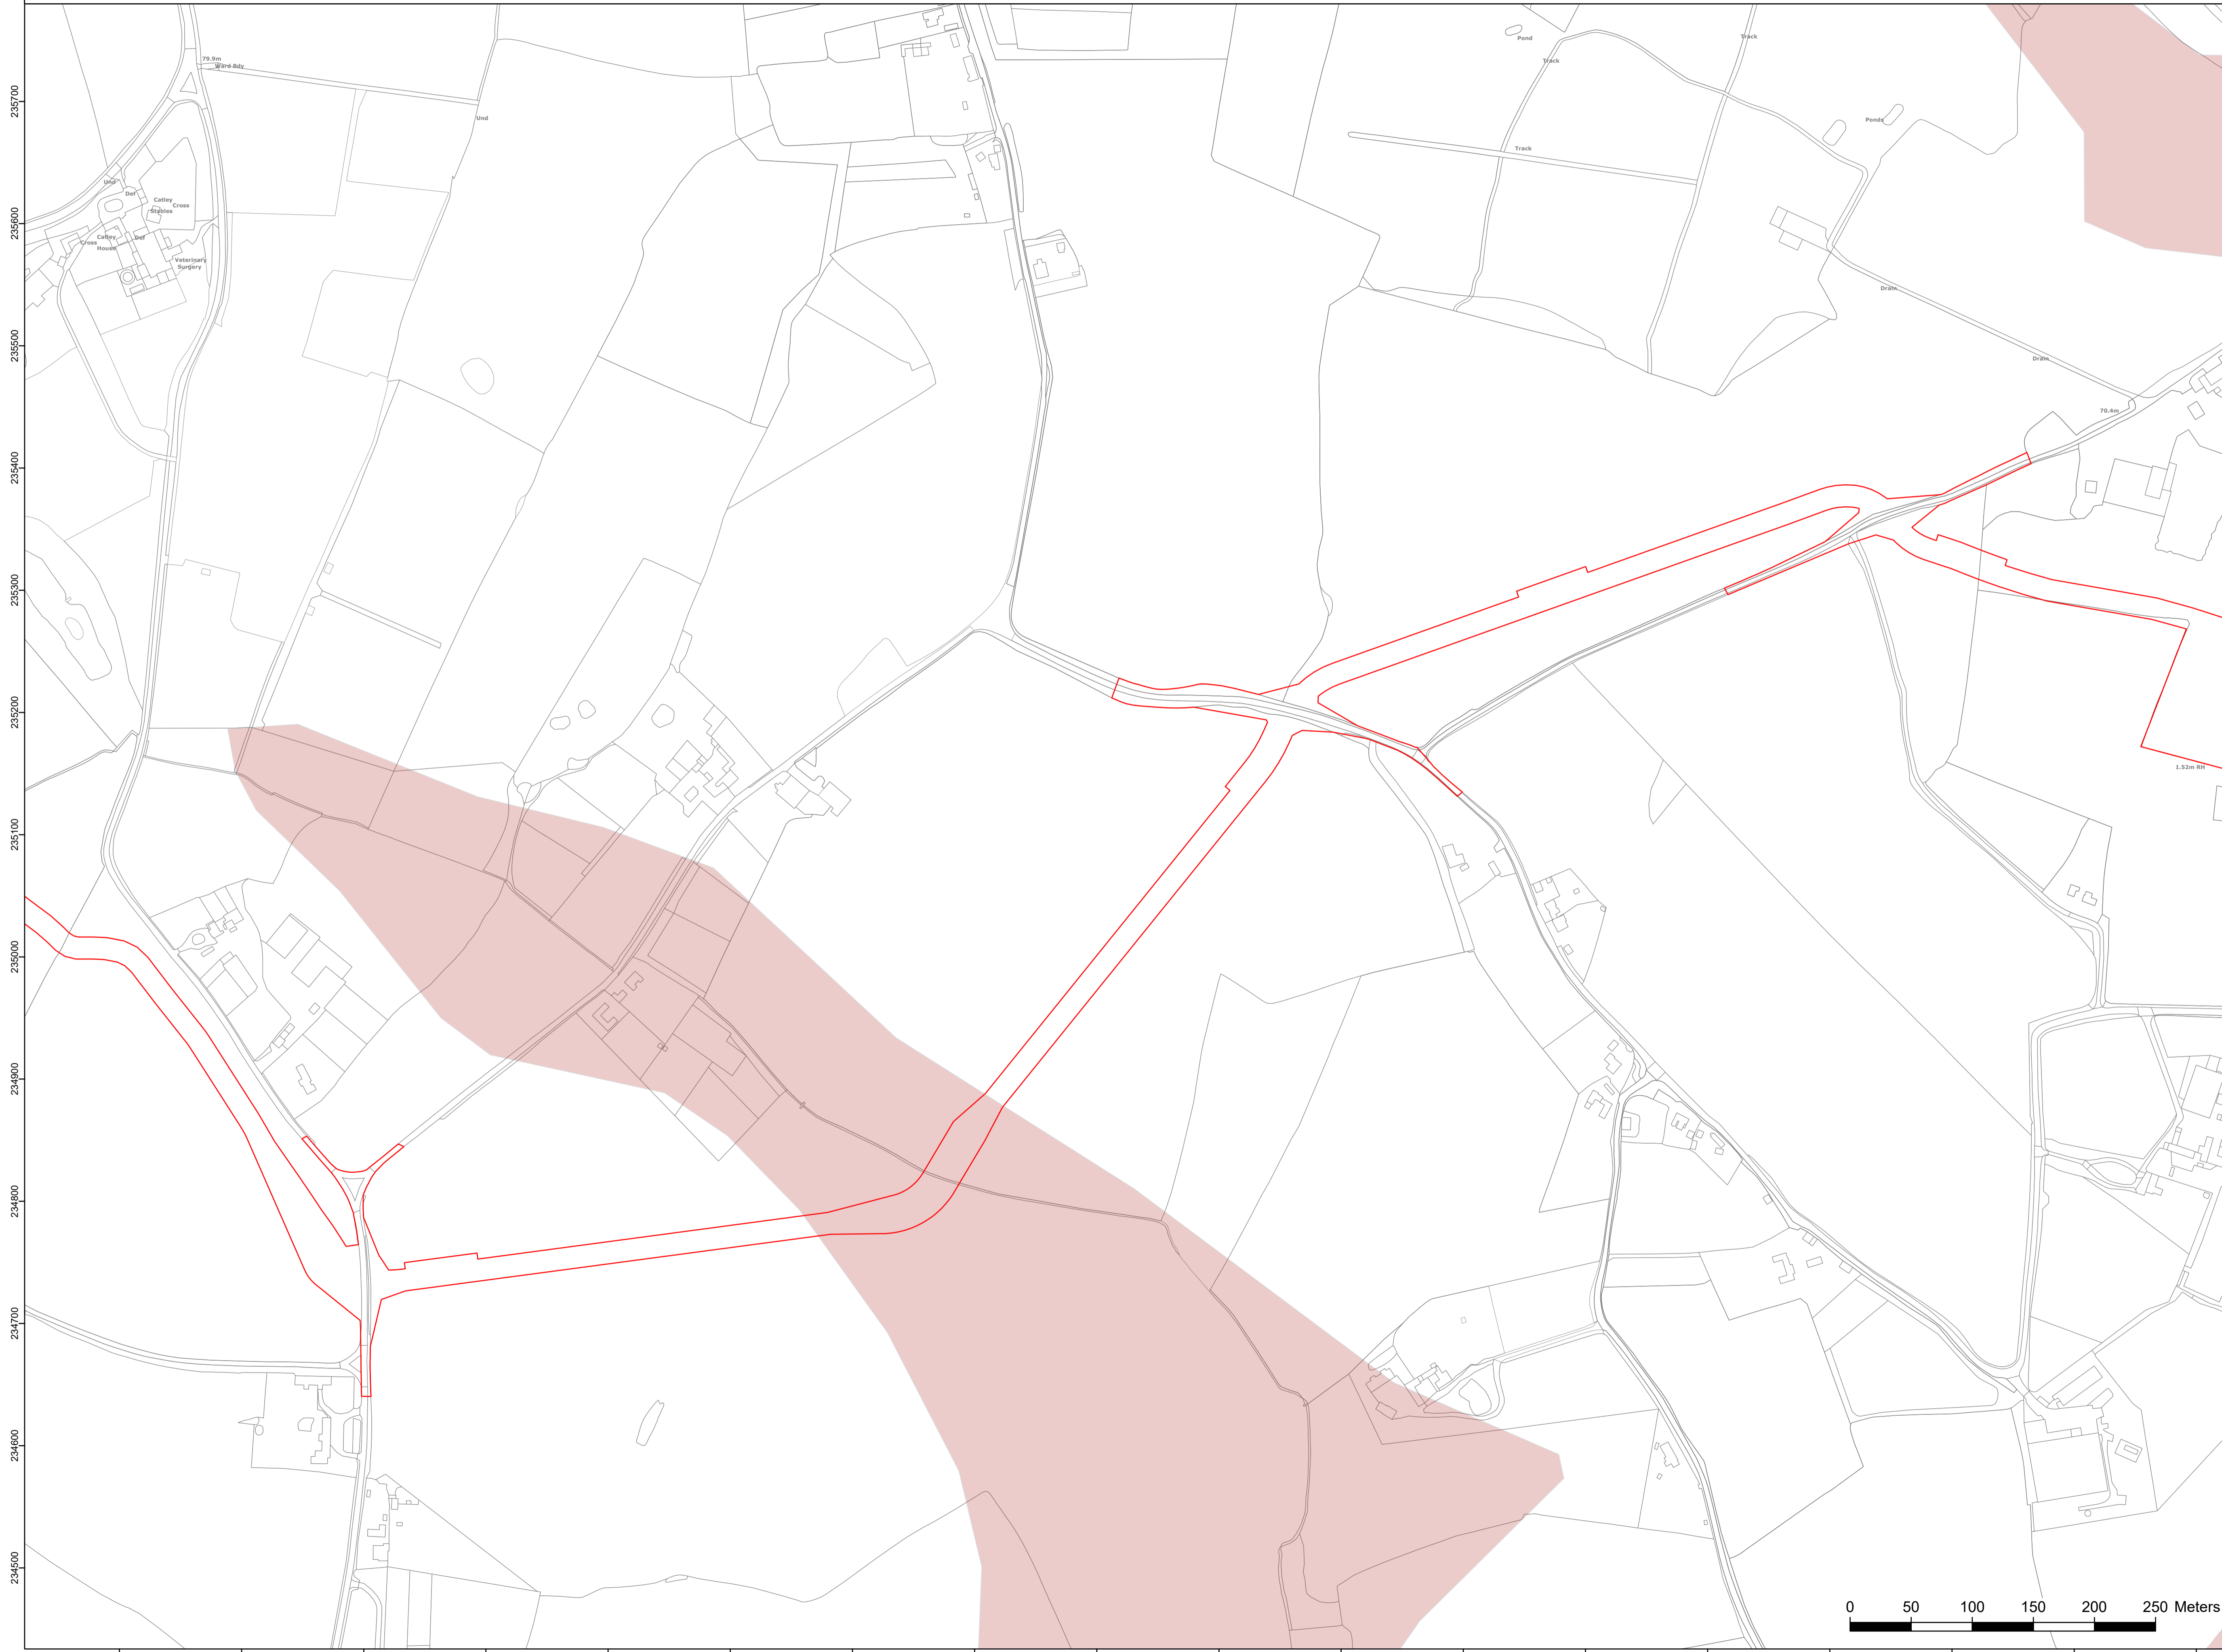 79.9m
Ward Bdy
Und
Pond
Track
Track
Track
Ponds
Und
Def
Catley
Cross
Stables
Catley
Cross
House
Def
Veterinary
Surgery
Drain
Drain
70.4m
1.52m RH
235700
235600
235500
235400
235300
235200
235100
235000
234900
234800
234700
234600
234500
0 50 100 150 200 250 Meters